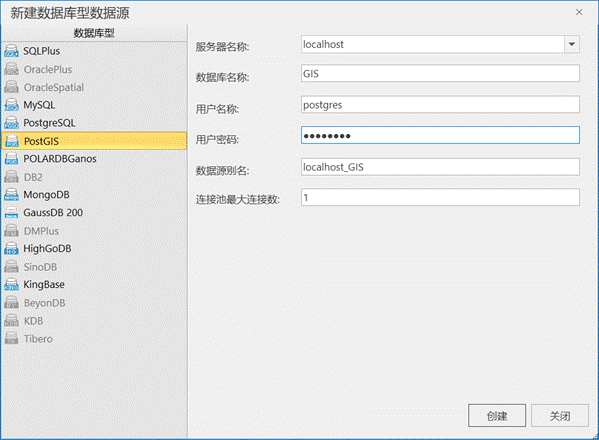 新建数据库型数据源
数据库型
SQLPlus
OraclePlus
OracleSpatial
MySQL
PostgreSQL
PostGIS
POLARDBGanos
DB2
MongoDB
GaussDB 200
DMPlus
HighGoDB
SinoDB
KingBase
BeyonDB
KDB
Tibero
服务器名称: localhost
数据库名称: GIS
用户名称: postgres
用户密码: ●●●●●●●●
数据源别名: localhost_GIS
连接池最大连接数: 1
创建 关闭